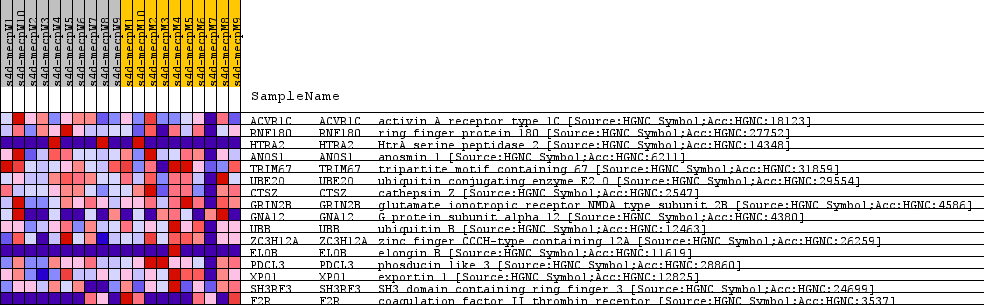 s4d-mecpW1
s4d-mecpW10
s4d-mecpW2
s4d-mecpW3
s4d-mecpW4
s4d-mecpW5
s4d-mecpW6
s4d-mecpW7
s4d-mecpW8
s4d-mecpW9
s4d-mecpM1
s4d-mecpM10
s4d-mecpM2
s4d-mecpM3
s4d-mecpM4
s4d-mecpM5
s4d-mecpM6
s4d-mecpM7
s4d-mecpM8
s4d-mecpM9
SampleName
ACVR1C ACVR1C activin A receptor type 1C [Source:HGNC Symbol;Acc:HGNC:18123]
RNF180 RNF180 ring finger protein 180 [Source:HGNC Symbol;Acc:HGNC:27752]
HTRA2 HTRA2 HtrA serine peptidase 2 [Source:HGNC Symbol;Acc:HGNC:14348]
ANOS1 ANOS1 anosmin 1 [Source:HGNC Symbol;Acc:HGNC:6211]
TRIM67 TRIM67 tripartite motif containing 67 [Source:HGNC Symbol;Acc:HGNC:31859]
UBE2O UBE2O ubiquitin conjugating enzyme E2 O [Source:HGNC Symbol;Acc:HGNC:29554]
CTSZ CTSZ cathepsin Z [Source:HGNC Symbol;Acc:HGNC:2547]
GRIN2B GRIN2B glutamate ionotropic receptor NMDA type subunit 2B [Source:HGNC Symbol;Acc:HGNC:4586]
GNA12 GNA12 G protein subunit alpha 12 [Source:HGNC Symbol;Acc:HGNC:4380]
UBB UBB ubiquitin B [Source:HGNC Symbol;Acc:HGNC:12463]
ZC3H12A ZC3H12A zinc finger CCCH-type containing 12A [Source:HGNC Symbol;Acc:HGNC:26259]
ELOB ELOB elongin B [Source:HGNC Symbol;Acc:HGNC:11619]
PDCL3 PDCL3 phosducin like 3 [Source:HGNC Symbol;Acc:HGNC:28860]
XPO1 XPO1 exportin 1 [Source:HGNC Symbol;Acc:HGNC:12825]
SH3RF3 SH3RF3 SH3 domain containing ring finger 3 [Source:HGNC Symbol;Acc:HGNC:24699]
F2R F2R coagulation factor II thrombin receptor [Source:HGNC Symbol;Acc:HGNC:3537]